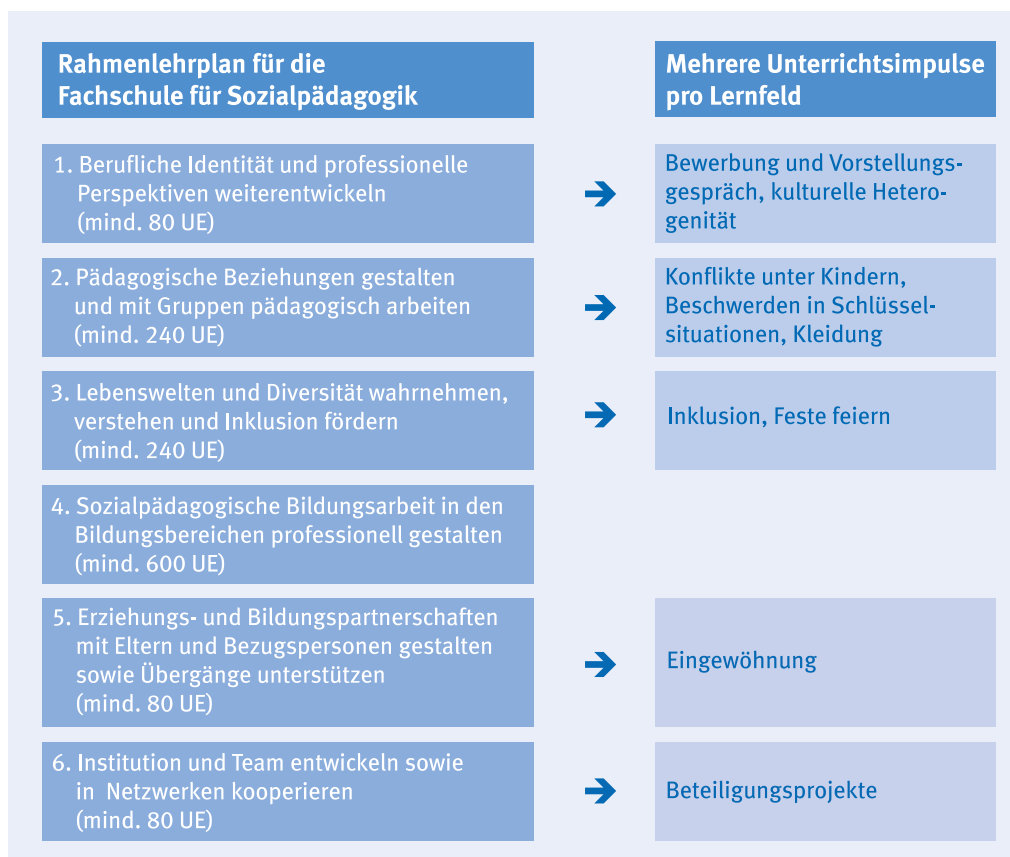 Rahmenlehrplan für die
Fachschule für Sozialpädagogik
Mehrere Unterrichtsimpulse
pro Lernfeld
1. Berufliche Identität und professionelle
Perspektiven weiterentwickeln
(mind. 80 UE)
➔
Bewerbung und Vorstellungs-
gespräch, kulturelle Hetero-
genität
2. Pädagogische Beziehungen gestalten
und mit Gruppen pädagogisch arbeiten
(mind. 240 UE)
➔
Konflikte unter Kindern,
Beschwerden in Schlüssel-
situationen, Kleidung
3. Lebenswelten und Diversität wahrnehmen,
verstehen und Inklusion fördern
(mind. 240 UE)
➔
Inklusion, Feste feiern
4. Sozialpädagogische Bildungsarbeit in den
Bildungsbereichen professionell gestalten
(mind. 600 UE)
5. Erziehungs- und Bildungspartnerschaften
mit Eltern und Bezugspersonen gestalten
sowie Übergänge unterstützen
(mind. 80 UE)
➔
Eingewöhnung
6. Institution und Team entwickeln sowie
in Netzwerken kooperieren
(mind. 80 UE)
➔
Beteiligungsprojekte